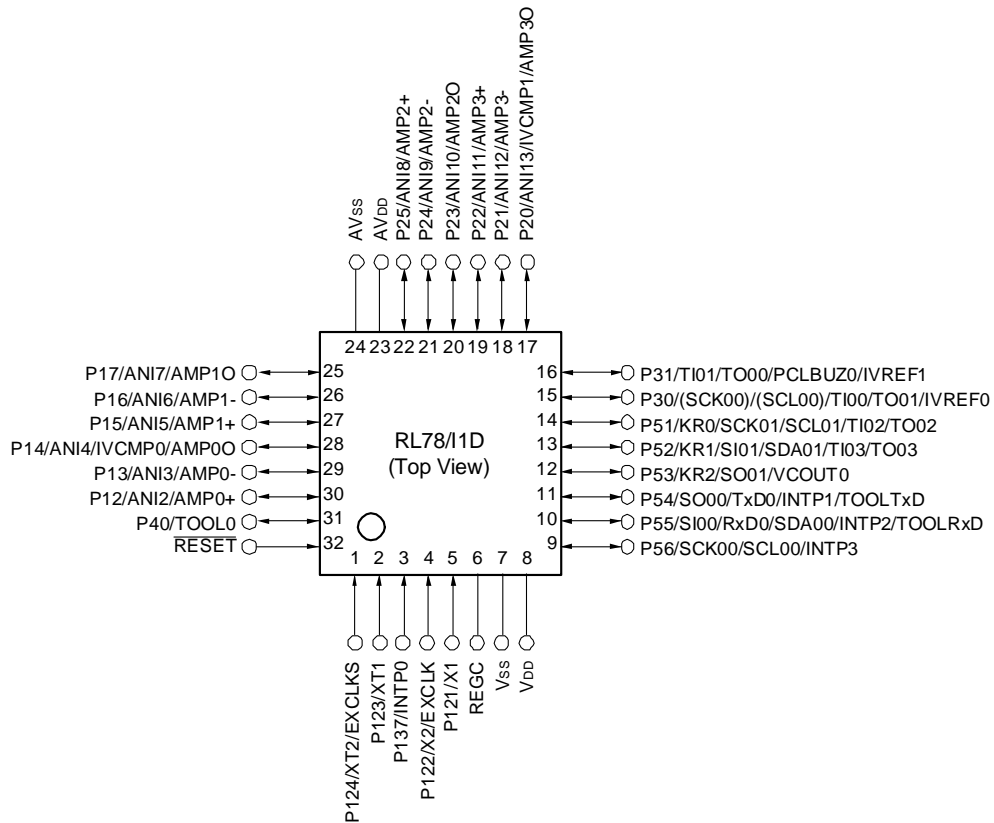 AVSS
AVDD
P25/ANI8/AMP2+
P24/ANI9/AMP2-
P23/ANI10/AMP2O
P22/ANI11/AMP3+
P21/ANI12/AMP3-
P20/ANI13/IVCMP1/AMP3O
24 23 22 21 20 19 18 17
P17/ANI7/AMP1O 25
P16/ANI6/AMP1- 26
P15/ANI5/AMP1+ 27
P14/ANI4/IVCMP0/AMP0O 28
P13/ANI3/AMP0- 29
P12/ANI2/AMP0+ 30
P40/TOOL0 31
RESET 32
RL78/I1D
(Top View)
16 P31/TI01/TO00/PCLBUZ0/IVREF1
15 P30/(SCK00)/(SCL00)/TI00/TO01/IVREF0
14 P51/KR0/SCK01/SCL01/TI02/TO02
13 P52/KR1/SI01/SDA01/TI03/TO03
12 P53/KR2/SO01/VCOUT0
11 P54/SO00/TxD0/INTP1/TOOLTxD
10 P55/SI00/RxD0/SDA00/INTP2/TOOLRxD
9 P56/SCK00/SCL00/INTP3
1 2 3 4 5 6 7 8
P124/XT2/EXCLKS
P123/XT1
P137/INTP0
P122/X2/EXCLK
P121/X1
REGC
VSS
VDD